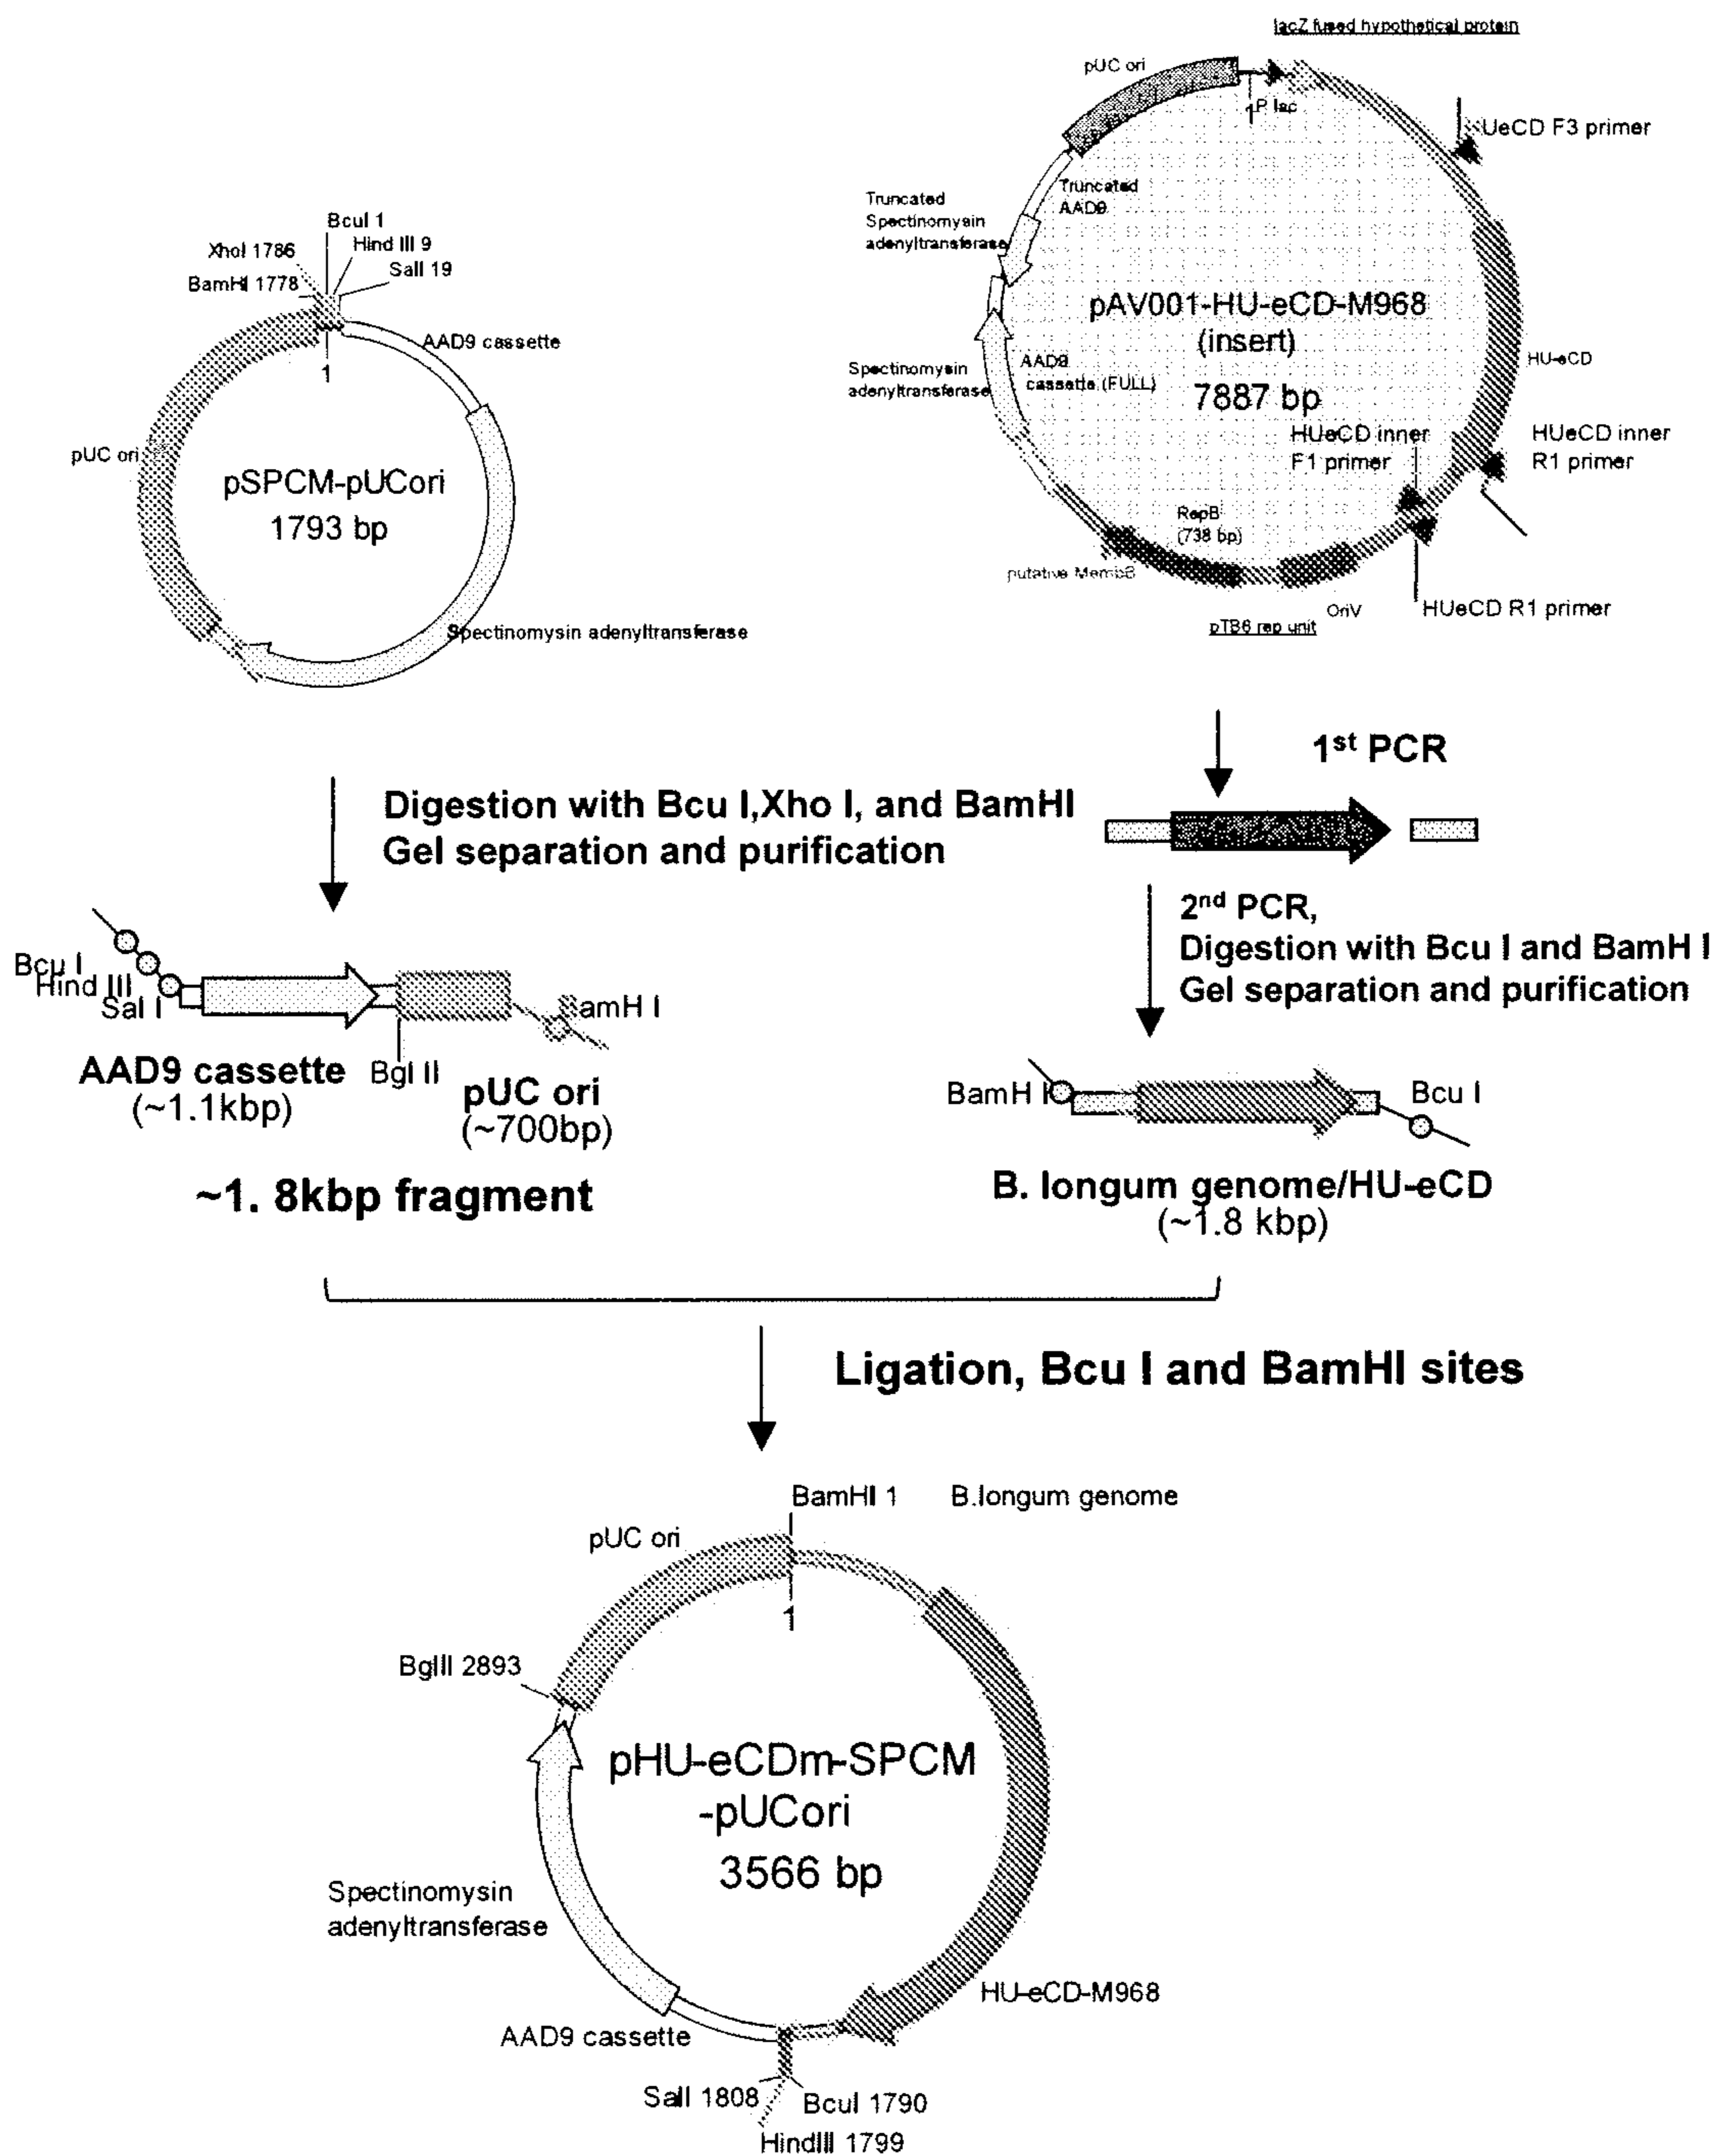 lacZ fused hypothetical protein
pUC ori
P lac
UeCD F3 primer
Truncated
AAD9
Truncated
Spectinomysin
adenyltransferase
pAV001-HU-eCD-M968
(insert)
7887 bp
HU-eCD
Spectinomysin
adenyltransferase
AAD9
cassette (FULL)
HUeCD inner
F1 primer
HUeCD inner
R1 primer
RepB
(738 bp)
putative MembB
OriV
HUeCD R1 primer
pTB6 rep unit
BcuI 1
XhoI 1786
Hind III 9
BamHI 1778
SalI 19
AAD9 cassette
1
pUC ori
pSPCM-pUCori
1793 bp
Spectinomysin adenyltransferase
Digestion with Bcu I,Xho I, and BamHI
Gel separation and purification
1st PCR
2nd PCR,
Digestion with Bcu I and BamH I
Gel separation and purification
Bcu I
Hind III
Sal I
BamH I
AAD9 cassette
(~1.1kbp)
Bgl II
pUC ori
(~700bp)
~1. 8kbp fragment
BamH I
Bcu I
B. longum genome/HU-eCD
(~1.8 kbp)
Ligation, Bcu I and BamHI sites
BamHI 1
B.longum genome
pUC ori
1
BglII 2893
pHU-eCDm-SPCM
-pUCori
3566 bp
Spectinomysin
adenyltransferase
HU-eCD-M968
AAD9 cassette
SalI 1808
BcuI 1790
HindIII 1799